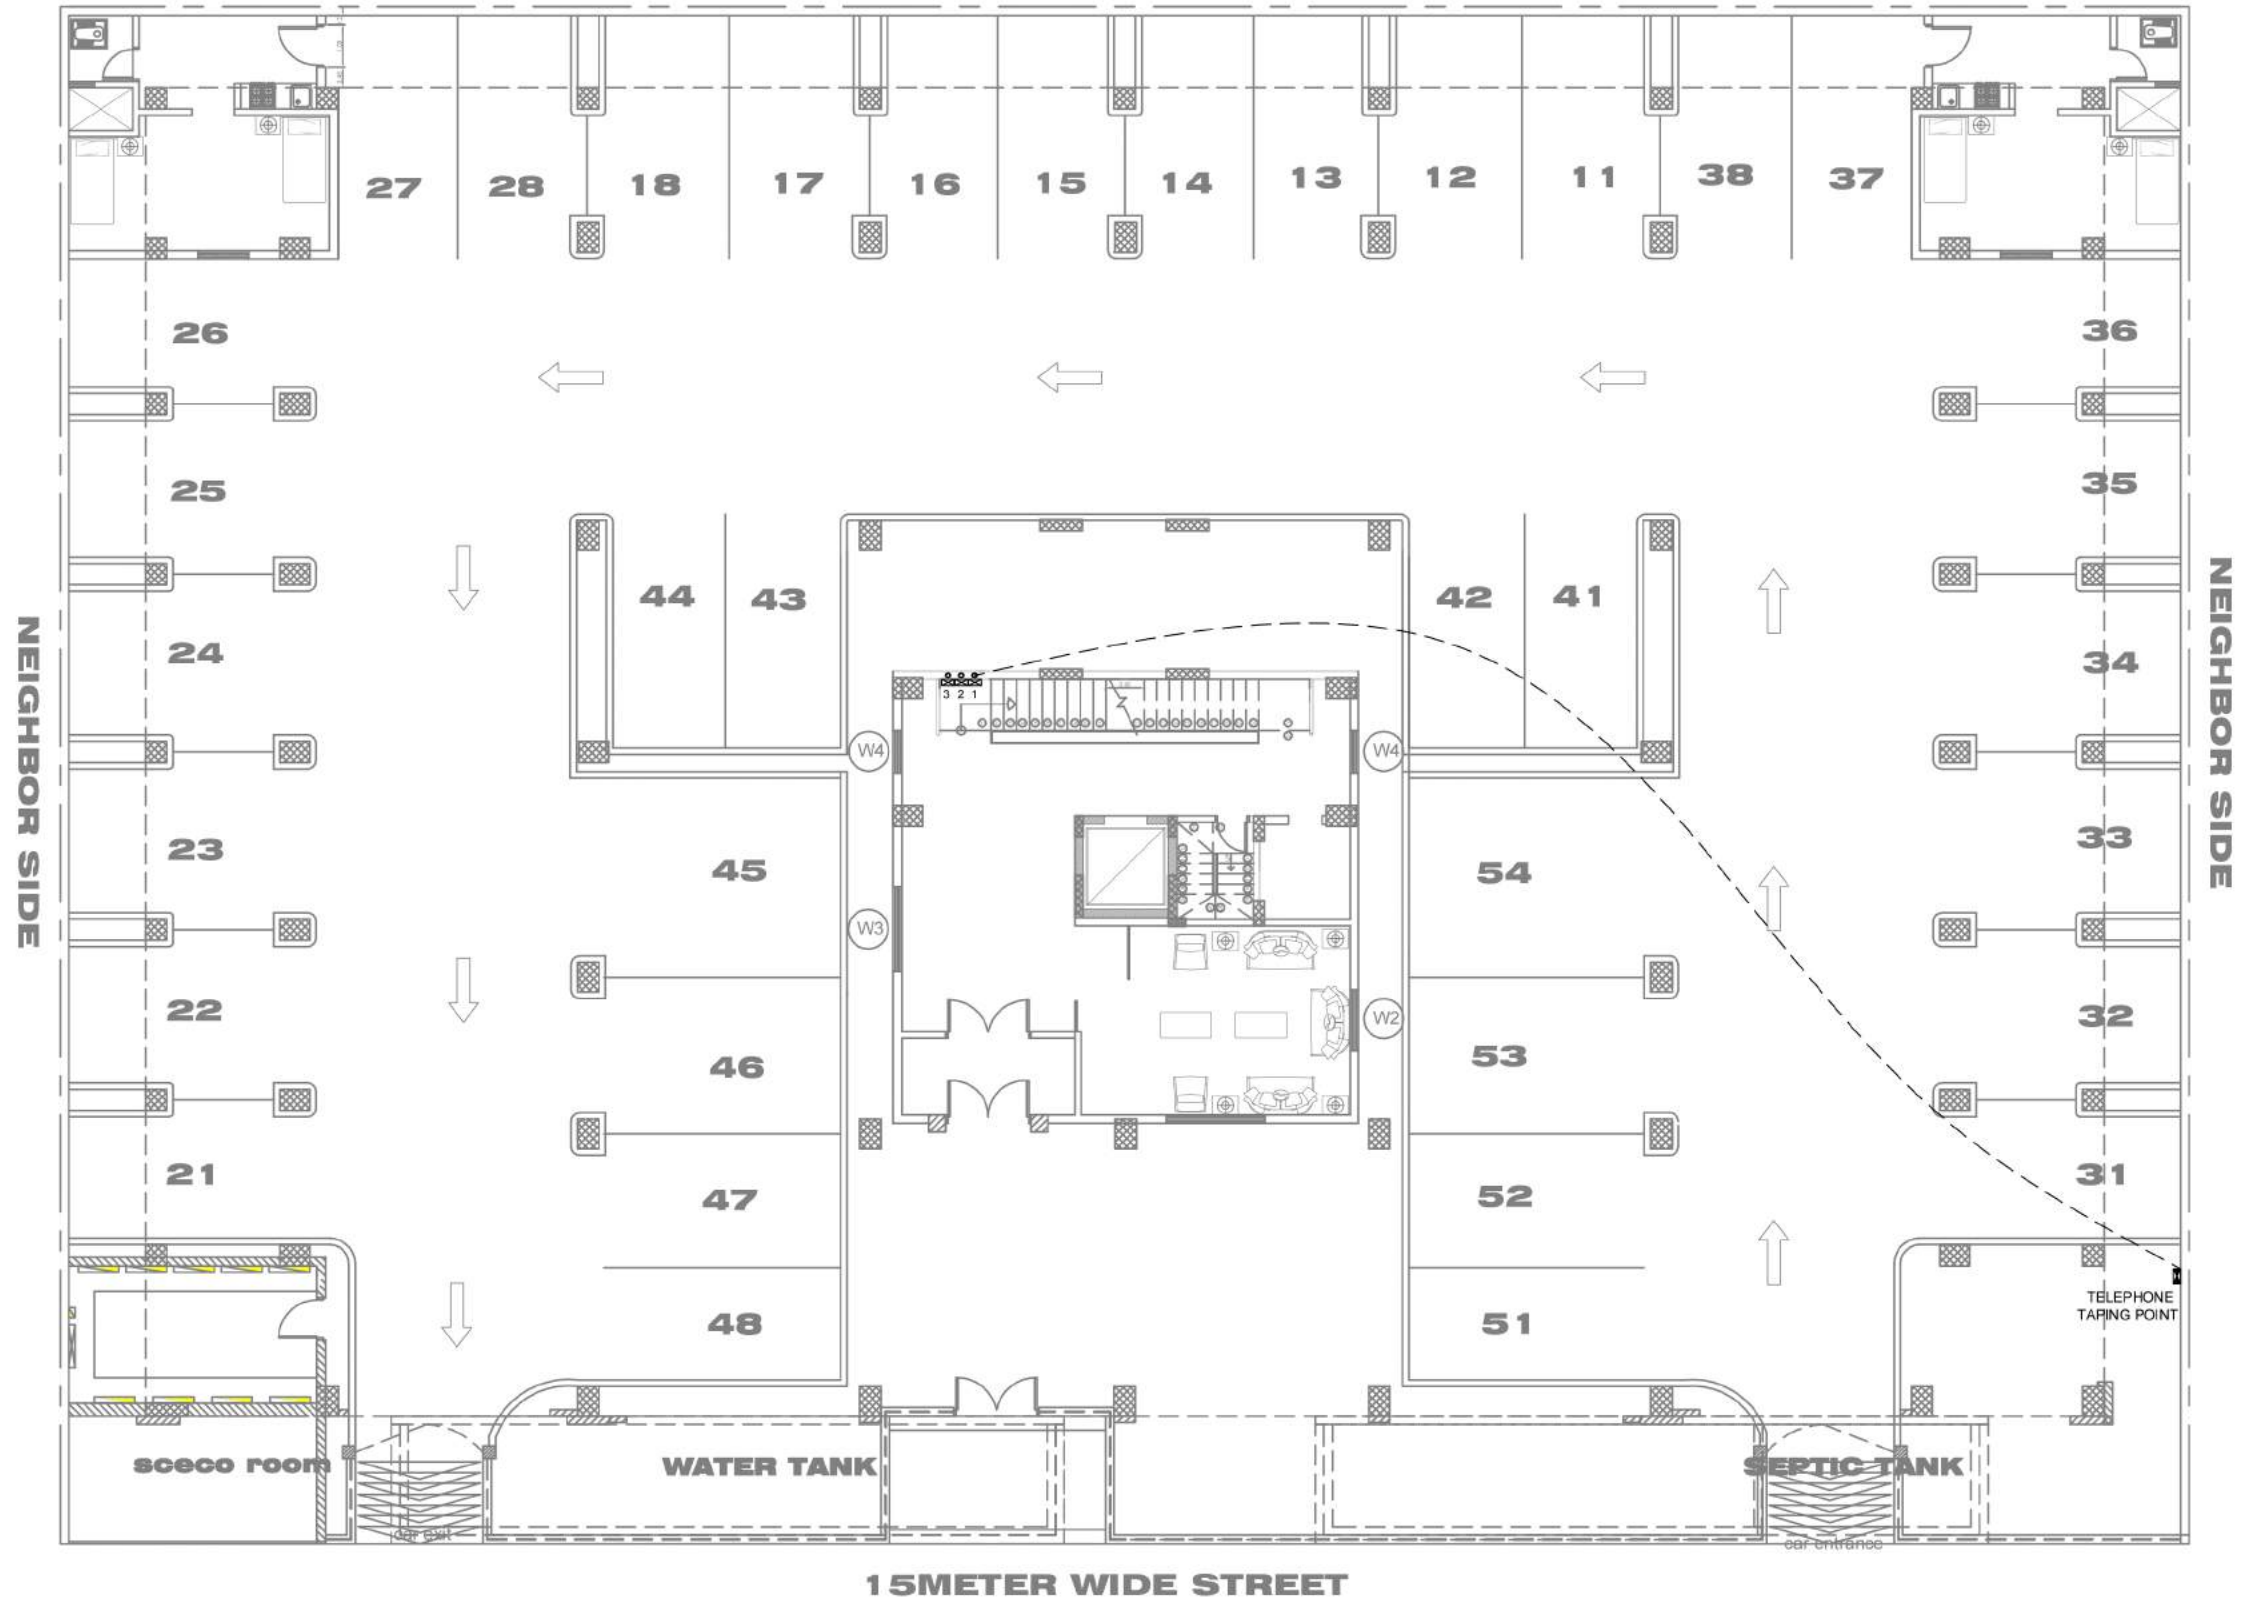 27 28 18 17 16 15 14 13 12 11 38 37
26
36
25
35
44 43 42 41
24
34
3 2 1
W4
W4
23
33
45
54
W3
22
32
W2
46
53
21
31
47
52
48
51
TELEPHONE
TAPING POINT
NEIGHBOR SIDE
NEIGHBOR SIDE
sceco room
WATER TANK
SEPTIC TANK
car exit
car entrance
15METER WIDE STREET